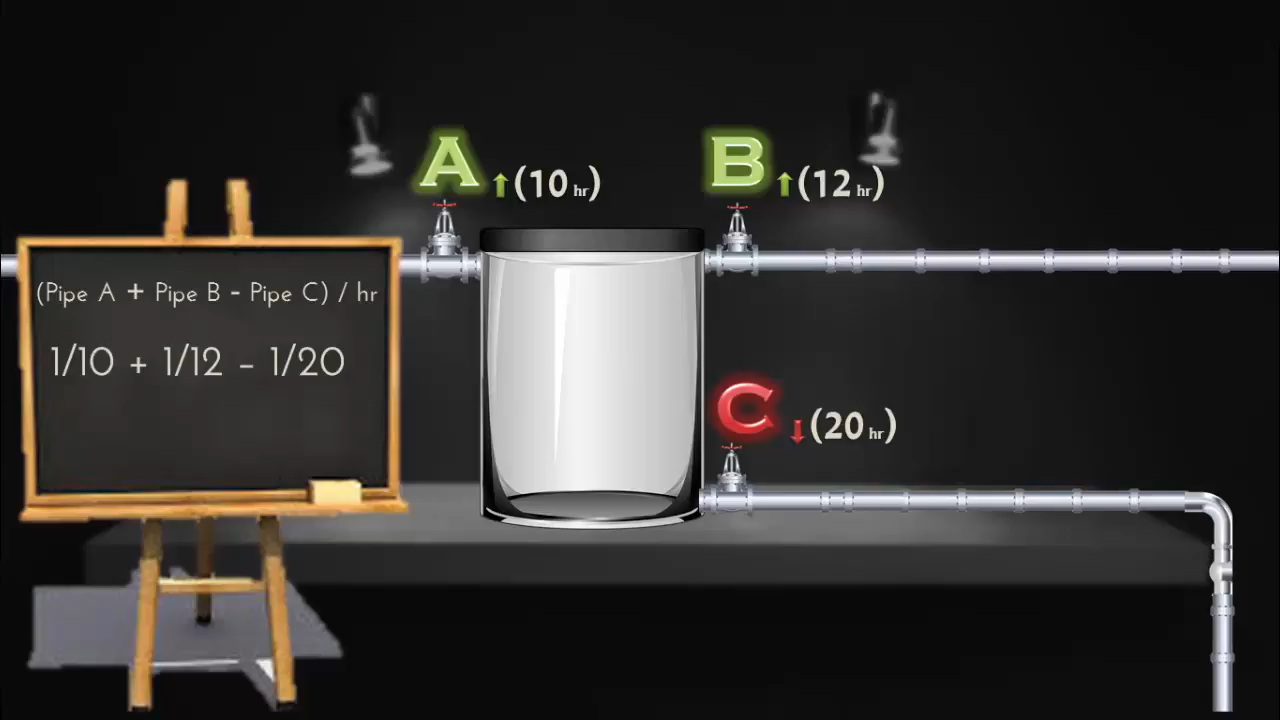 A (10 hr)
B (12 hr)
(Pipe A + Pipe B - Pipe C) / hr
1/10 + 1/12 - 1/20
C (20 hr)